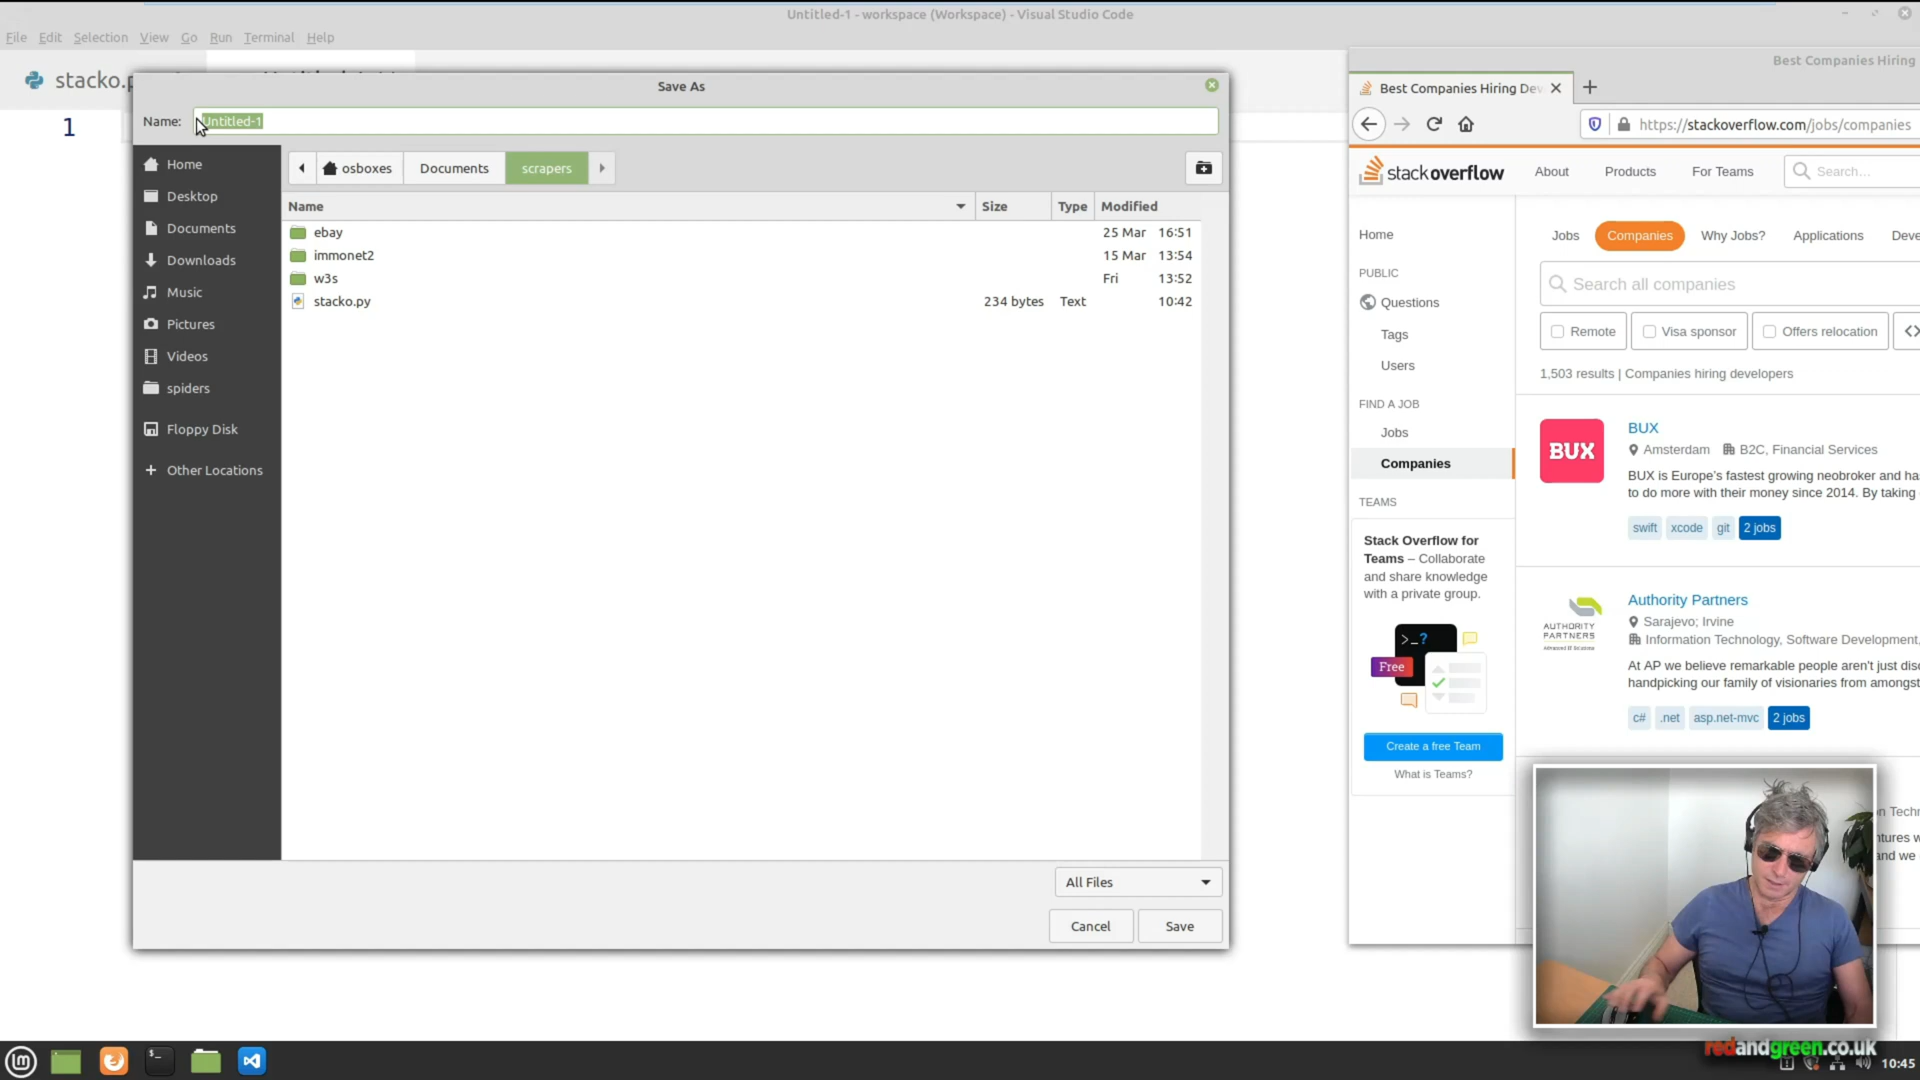 Untitled-1 - workspace (Workspace) - Visual Studio Code
File Edit Selection View Go Run Terminal Help
stacko.p
1
Save As
Name: Untitled-1
Home
Desktop
Documents
Downloads
Music
Pictures
Videos
spiders
Floppy Disk
Other Locations
osboxes Documents scrapers
Name Size Type Modified
ebay 25 Mar 16:51
immonet2 15 Mar 13:54
w3s Fri 13:52
stacko.py 234 bytes Text 10:42
All Files
Cancel Save
Best Companies Hiring
Best Companies Hiring Dev
https://stackoverflow.com/jobs/companies
stackoverflow About Products For Teams Search…
Home
PUBLIC
Questions
Tags
Users
FIND A JOB
Jobs
Companies
TEAMS
Stack Overflow for
Teams – Collaborate
and share knowledge
with a private group.
>_?
Free
Create a free Team
What is Teams?
Jobs Companies Why Jobs? Applications Deve
Search all companies
Remote Visa sponsor Offers relocation <>
1,503 results | Companies hiring developers
BUX
BUX
Amsterdam B2C, Financial Services
BUX is Europe's fastest growing neobroker and ha
to do more with their money since 2014. By taking
swift xcode git 2 jobs
AUTHORITY
PARTNERS
Authority Partners
Sarajevo; Irvine
Information Technology, Software Development,
At AP we believe remarkable people aren't just disc
handpicking our family of visionaries from amongst
c# .net asp.net-mvc 2 jobs
n Techn
ntures w
and we
redandgreen.co.uk
10:45